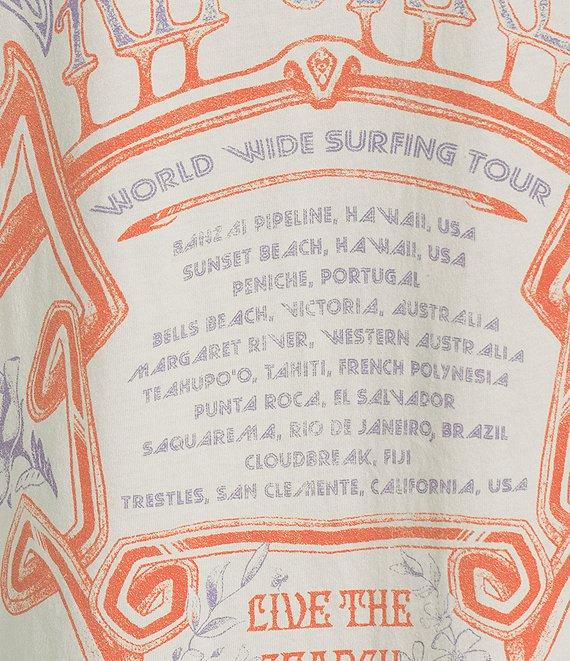 WORLD WIDE SURFING TOUR
BANZAI PIPELINE, HAWAII, USA
SUNSET BEACH, HAWAII, USA
PENICHE, PORTUGAL
BELLS BEACH, VICTORIA, AUSTRALIA
MARGARET RIVER, WESTERN AUSTRALIA
TEAHUPO'O, TAHITI, FRENCH POLYNESIA
PUNTA ROCA, EL SALVADOR
SAQUAREMA, RIO DE JANEIRO, BRAZIL
CLOUDBREAK, FIJI
TRESTLES, SAN CLEMENTE, CALIFORNIA, USA
LIVE THE
SEARCH